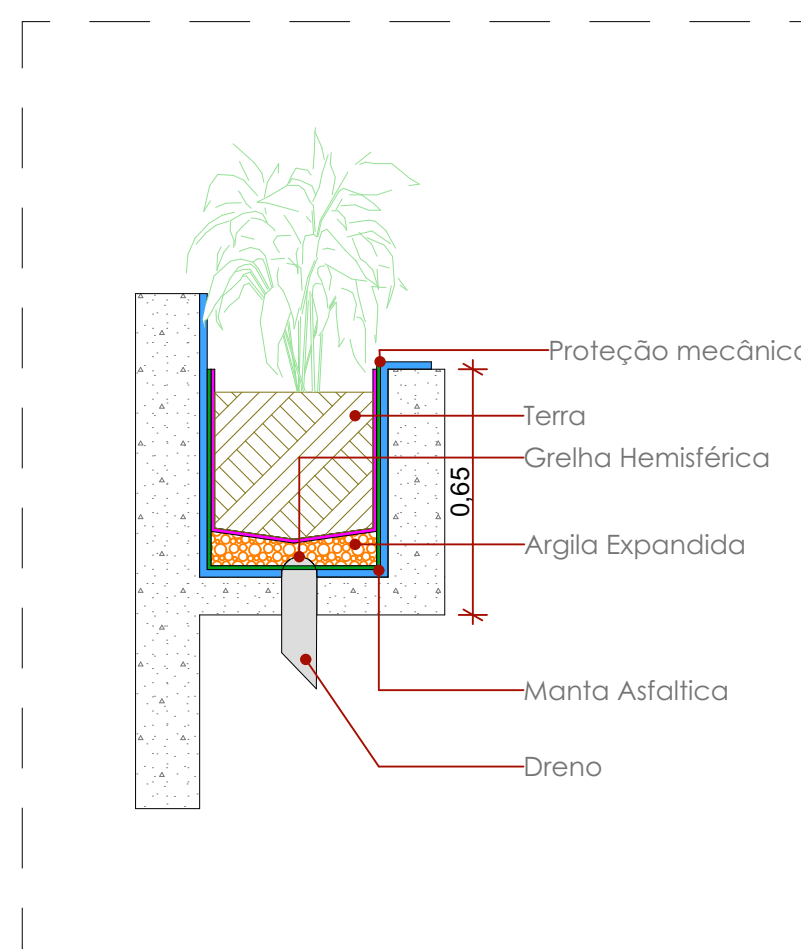 Proteção mecânica
Terra
Grelha Hemisférica
0,65
Argila Expandida
Manta Asfaltica
Dreno